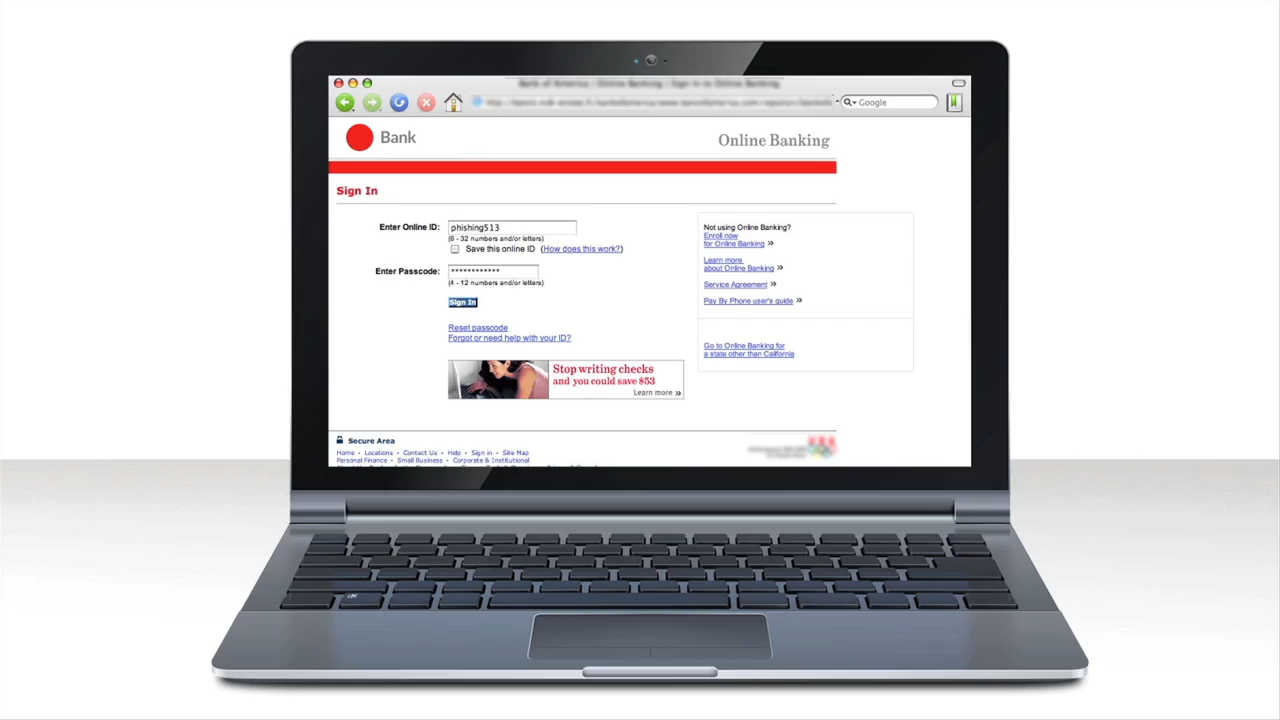 Google
Bank
Online Banking
Sign In
Enter Online ID: phishing513
(6 - 32 numbers and/or letters)
Save this online ID (How does this work?)
Enter Passcode: ************
(4 - 12 numbers and/or letters)
Sign In
Reset passcode
Forgot or need help with your ID?
Stop writing checks
and you could save $53
Learn more »
Not using Online Banking?
Enroll now
for Online Banking »
Learn more
about Online Banking »
Service Agreement »
Pay By Phone user's guide »
Go to Online Banking for
a state other than California
Secure Area
Home • Locations • Contact Us • Help • Sign in • Site Map
Personal Finance • Small Business • Corporate & Institutional